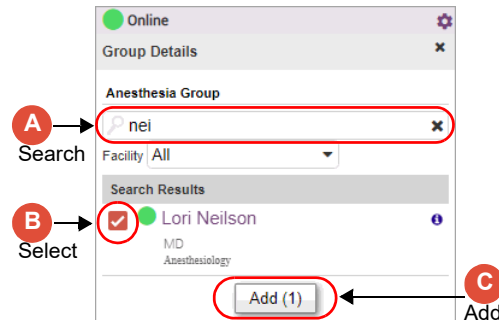 Online
Group Details
Anesthesia Group
A
nei
Search
Facility All
Search Results
B
Lori Neilson
Select
MD
Anesthesiology
C
Add (1)
Add